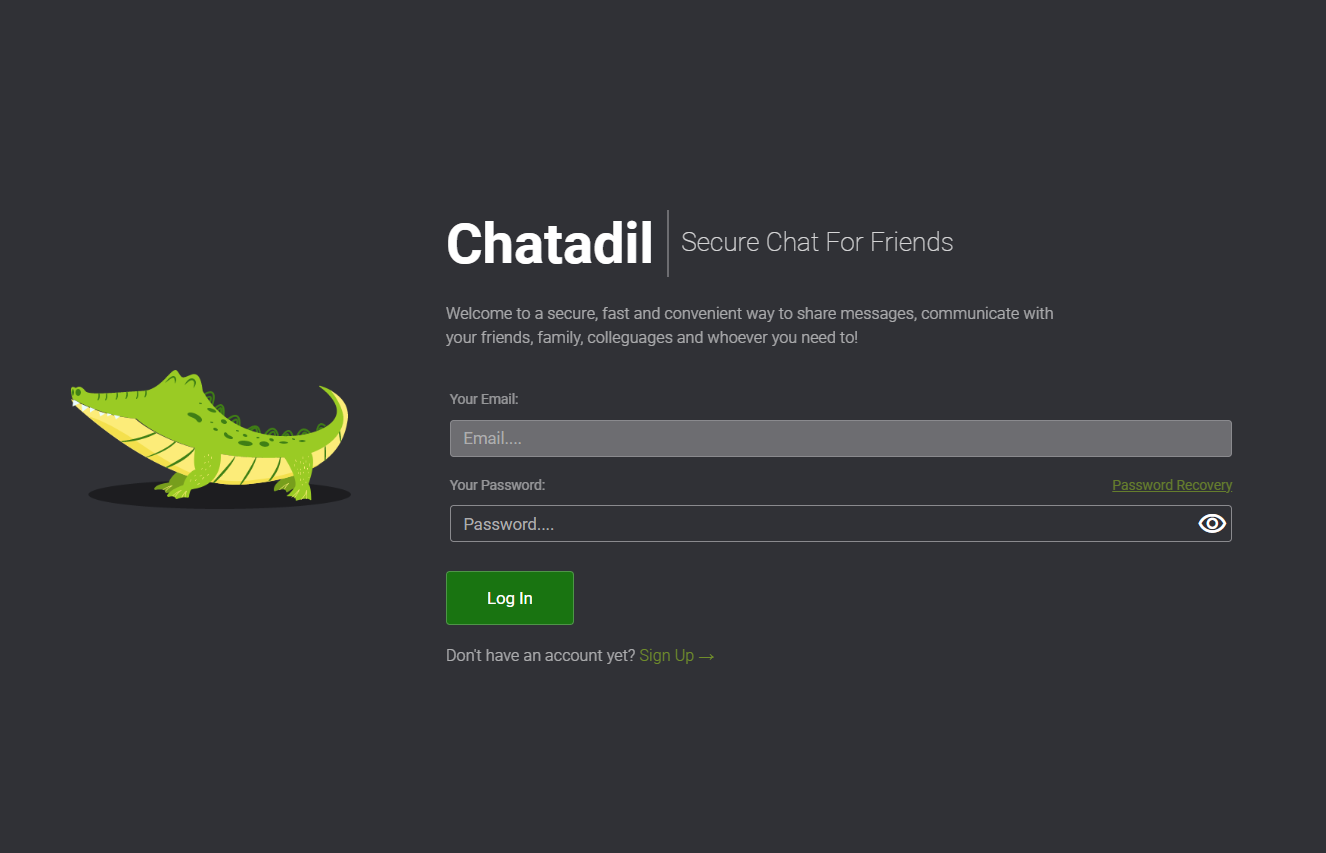 Chatadil
Secure Chat For Friends
Welcome to a secure, fast and convenient way to share messages, communicate with
your friends, family, colleguages and whoever you need to!
Your Email:
Email....
Your Password:
Password Recovery
Password....
Log In
Don't have an account yet? Sign Up →